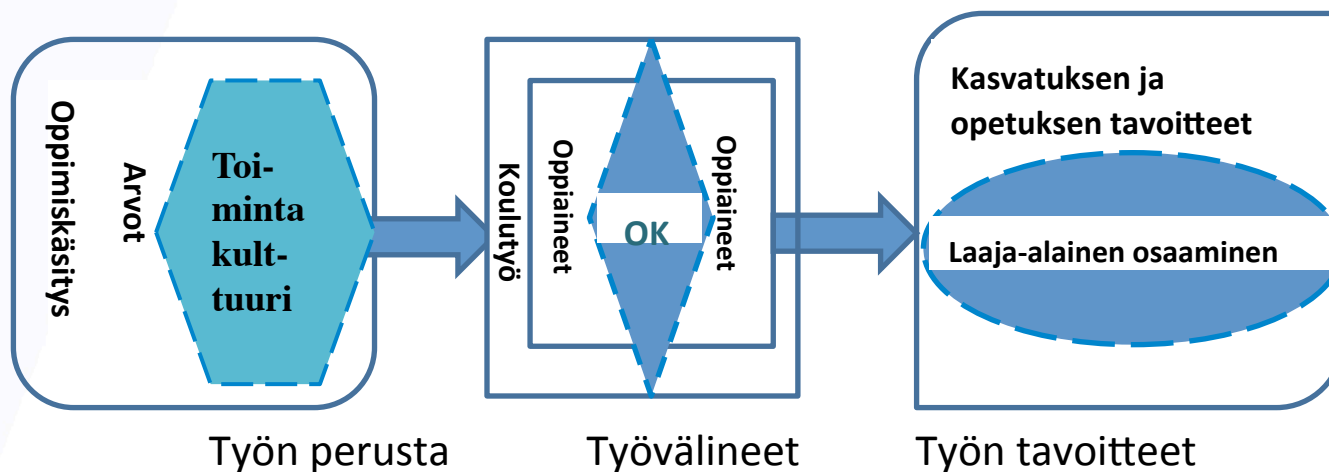 Oppimiskäsitys
Arvot
Toi-
minta
kult-
tuuri
Koulutyö
Oppiaineet
OK
Oppiaineet
Kasvatuksen ja
opetuksen tavoitteet
Laaja-alainen osaaminen
Työn perusta
Työvälineet
Työn tavoitteet